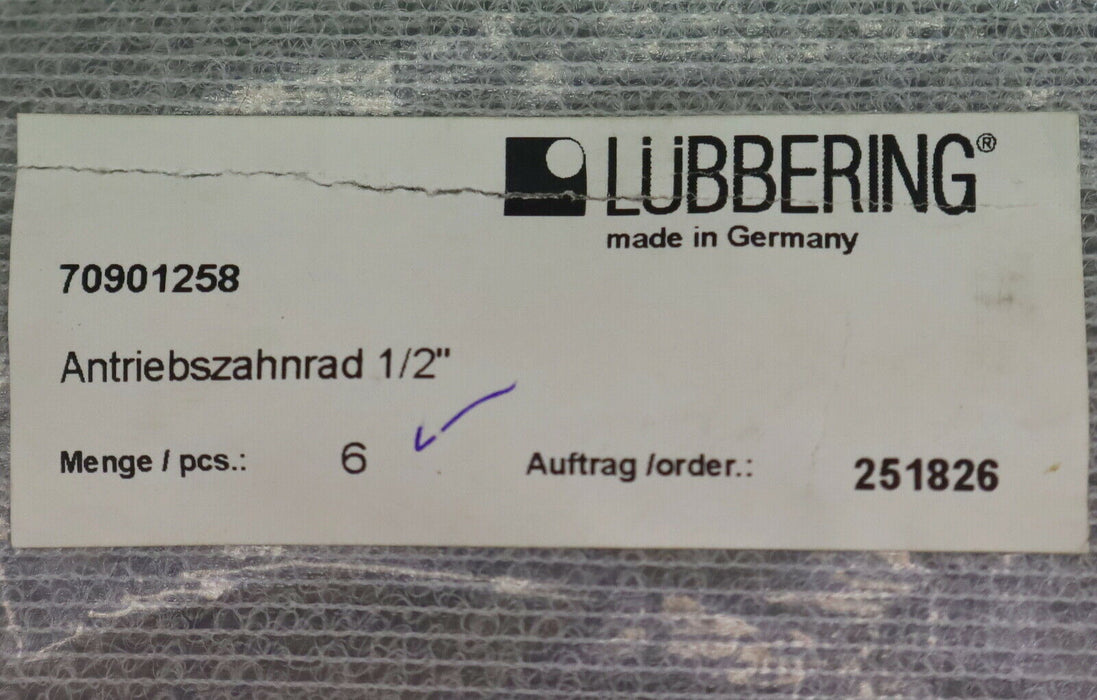 LÜBBERING®
made in Germany
70901258
Antriebszahnrad 1/2"
Menge / pcs.: 6 Auftrag /order.: 251826